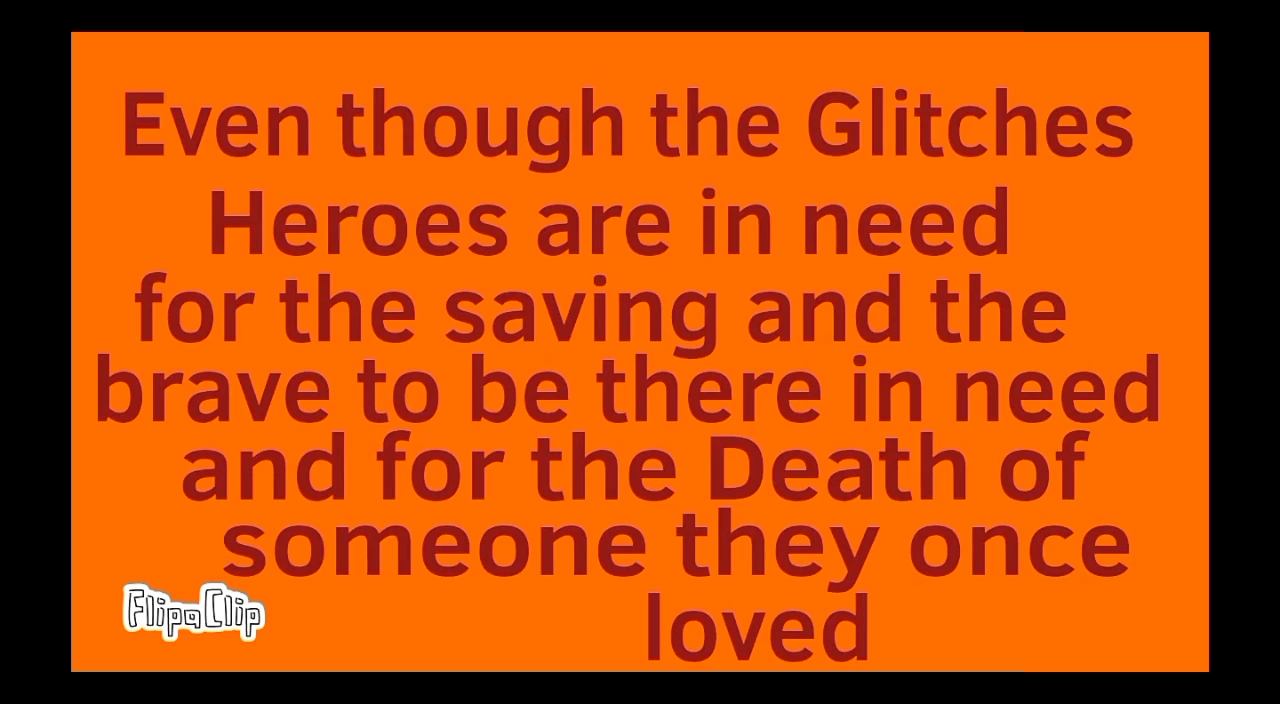 Even though the Glitches
Heroes are in need
for the saving and the
brave to be there in need
and for the Death of
someone they once
loved
FlipaClip